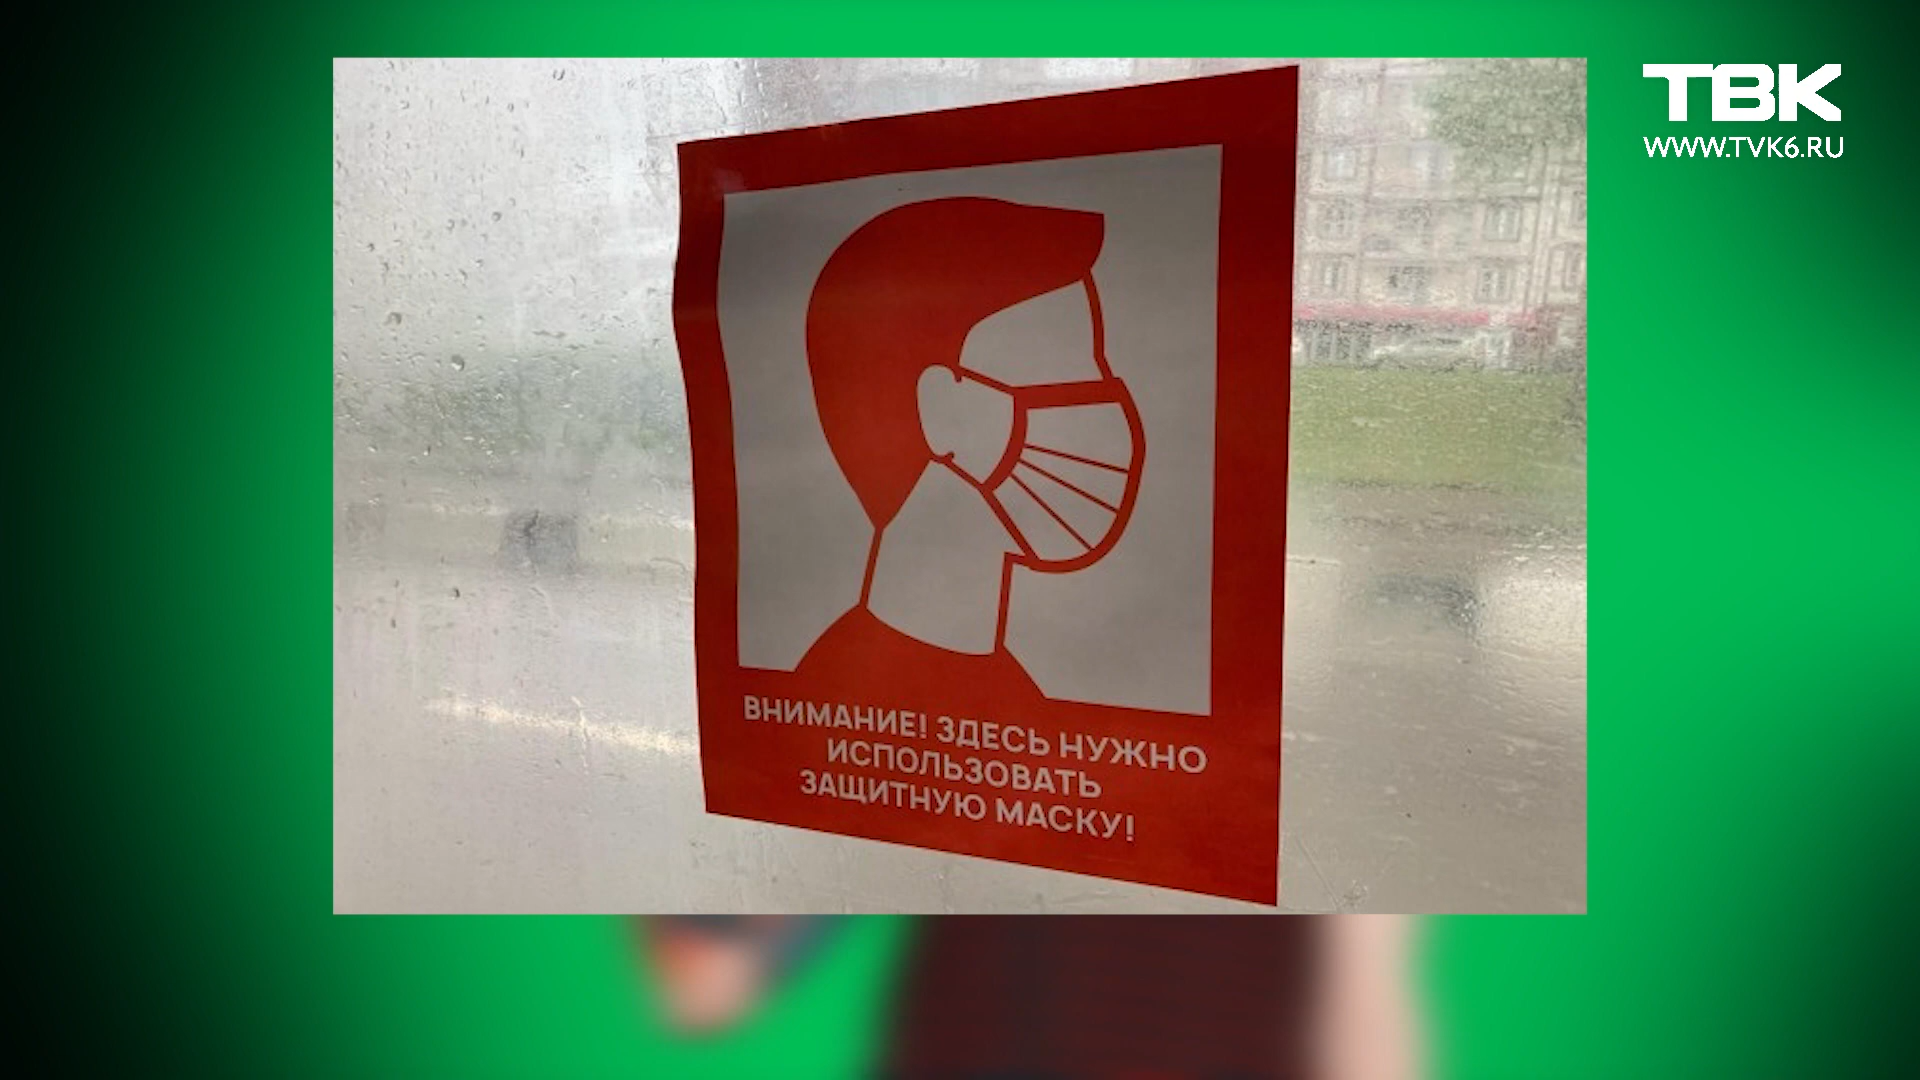 ТВК
WWW.TVK6.RU
ВНИМАНИЕ! ЗДЕСЬ НУЖНО
ИСПОЛЬЗОВАТЬ
ЗАЩИТНУЮ МАСКУ!